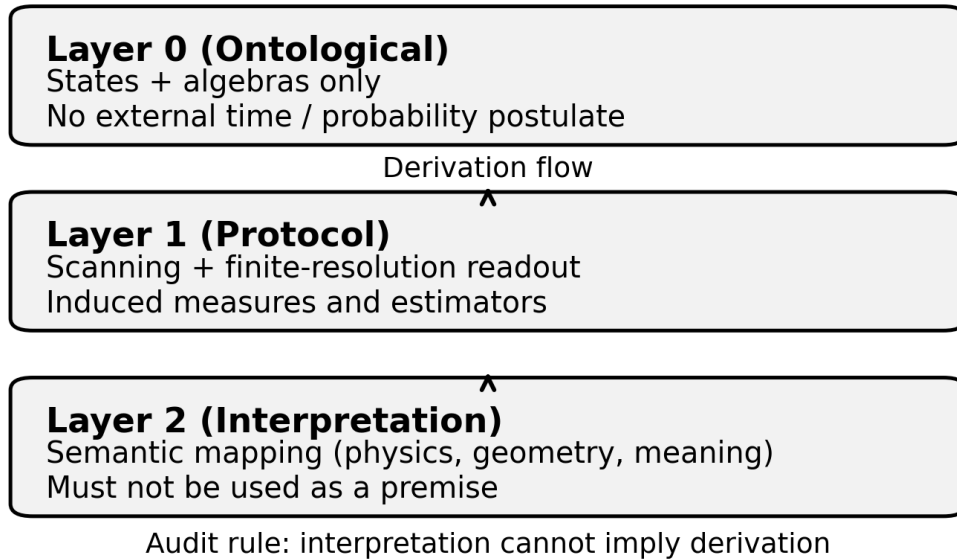 Layer 0 (Ontological)
States + algebras only
No external time / probability postulate
Derivation flow
Layer 1 (Protocol)
Scanning + finite-resolution readout
Induced measures and estimators
Layer 2 (Interpretation)
Semantic mapping (physics, geometry, meaning)
Must not be used as a premise
Audit rule: interpretation cannot imply derivation